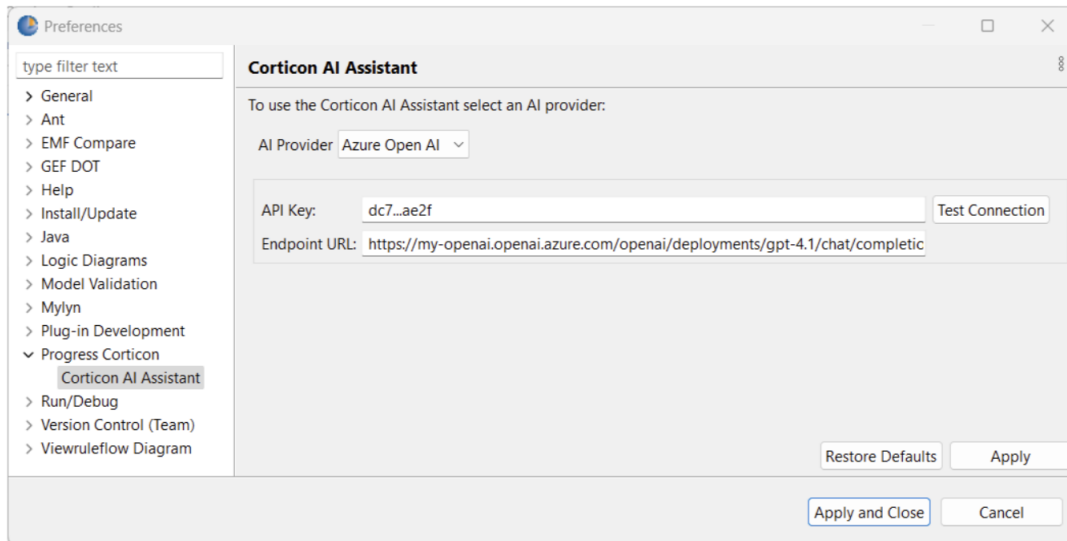 Preferences
type filter text
General
Ant
EMF Compare
GEF DOT
Help
Install/Update
Java
Logic Diagrams
Model Validation
Mylyn
Plug-in Development
Progress Corticon
Corticon AI Assistant
Run/Debug
Version Control (Team)
Viewruleflow Diagram
Corticon AI Assistant
To use the Corticon AI Assistant select an AI provider:
AI Provider Azure Open AI
API Key: dc7...ae2f Test Connection
Endpoint URL: https://my-openai.openai.azure.com/openai/deployments/gpt-4.1/chat/completic
Restore Defaults Apply
Apply and Close Cancel